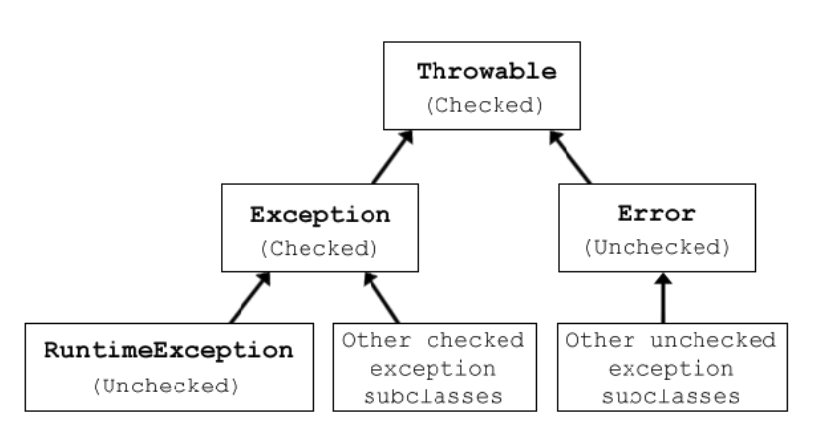 Throwable
(Checked)
Exception
(Checked)
Error
(Unchecked)
RuntimeException
(Unchecked)
Other checked
exception
subclasses
Other unchecked
exception
subclasses